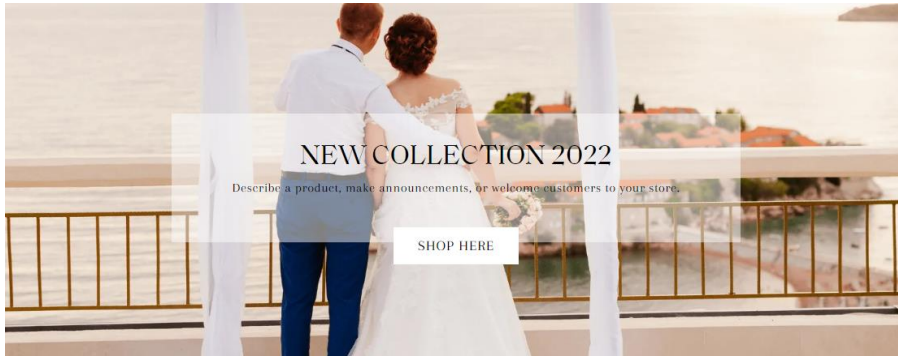 NEW COLLECTION 2022
Describe a product, make announcements, or welcome customers to your store.
SHOP HERE